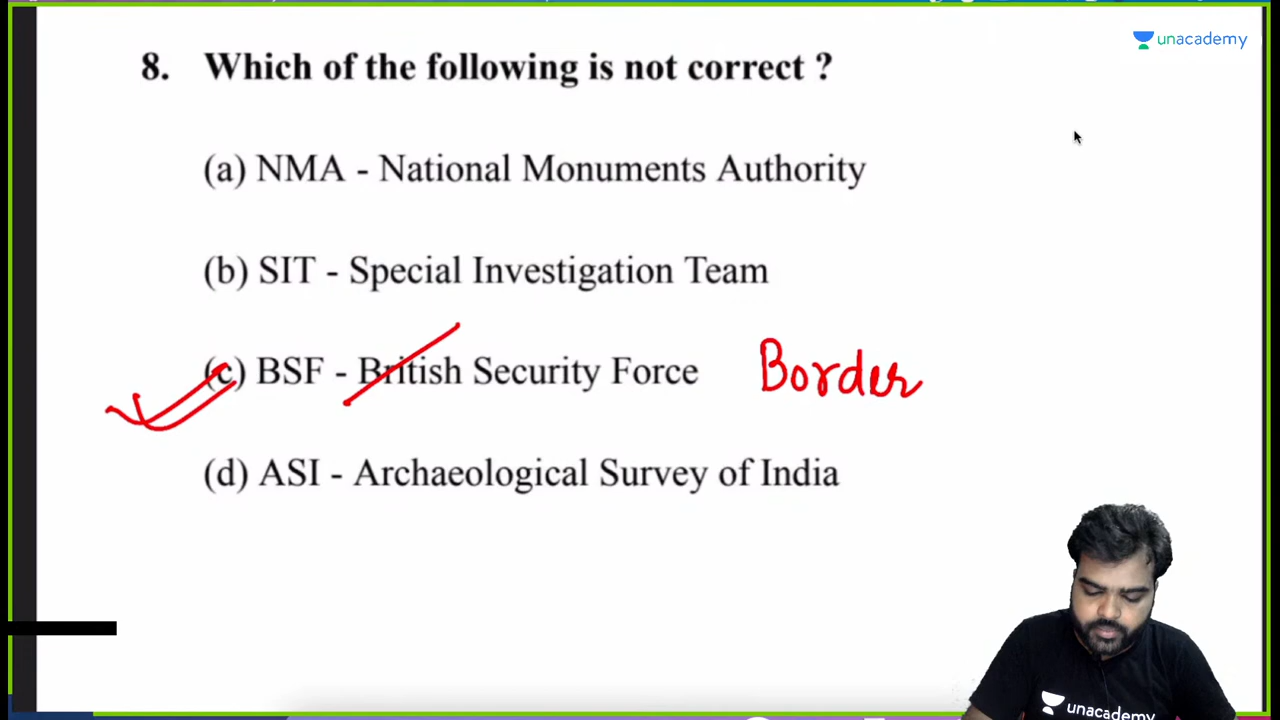 unacademy
8. Which of the following is not correct ?
(a) NMA - National Monuments Authority
(b) SIT - Special Investigation Team
(c) BSF - British Security Force Border
(d) ASI - Archaeological Survey of India
unacademy